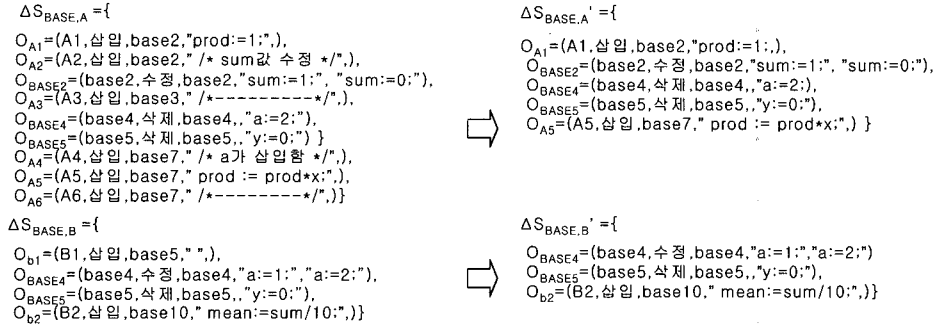 ΔS_BASE,A ={
O_A1=(A1,삽입,base2,"prod:=1;",),
O_A2=(A2,삽입,base2," /* sum값 수정 */",),
O_BASE2=(base2,수정,base2,"sum:=1;", "sum:=0;"),
O_A3=(A3,삽입,base3," /*---------*/",),
O_BASE4=(base4,삭제,base4,,"a:=2;"),
O_BASE5=(base5,삭제,base5,,"y:=0;") }
O_A4=(A4,삽입,base7," /* a가 삽입함 */",),
O_A5=(A5,삽입,base7," prod := prod*x;",),
O_A6=(A6,삽입,base7," /*--------*/",)}
ΔS_BASE,A' ={
O_A1=(A1,삽입,base2,"prod:=1;,),
O_BASE2=(base2,수정,base2,"sum:=1;", "sum:=0;"),
O_BASE4=(base4,삭제,base4,,"a:=2;),
O_BASE5=(base5,삭제,base5,,"y:=0;"),
O_A5=(A5,삽입,base7," prod := prod*x;",) }
ΔS_BASE,B ={
O_b1=(B1,삽입,base5," ",),
O_BASE4=(base4,수정,base4,"a:=1;","a:=2;"),
O_BASE5=(base5,삭제,base5,,"y:=0;"),
O_b2=(B2,삽입,base10," mean:=sum/10;",)}
ΔS_BASE,B' ={
O_BASE4=(base4,수정,base4,"a:=1;","a:=2;")
O_BASE5=(base5,삭제,base5,,"y:=0;"),
O_b2=(B2,삽입,base10," mean:=sum/10;",)}